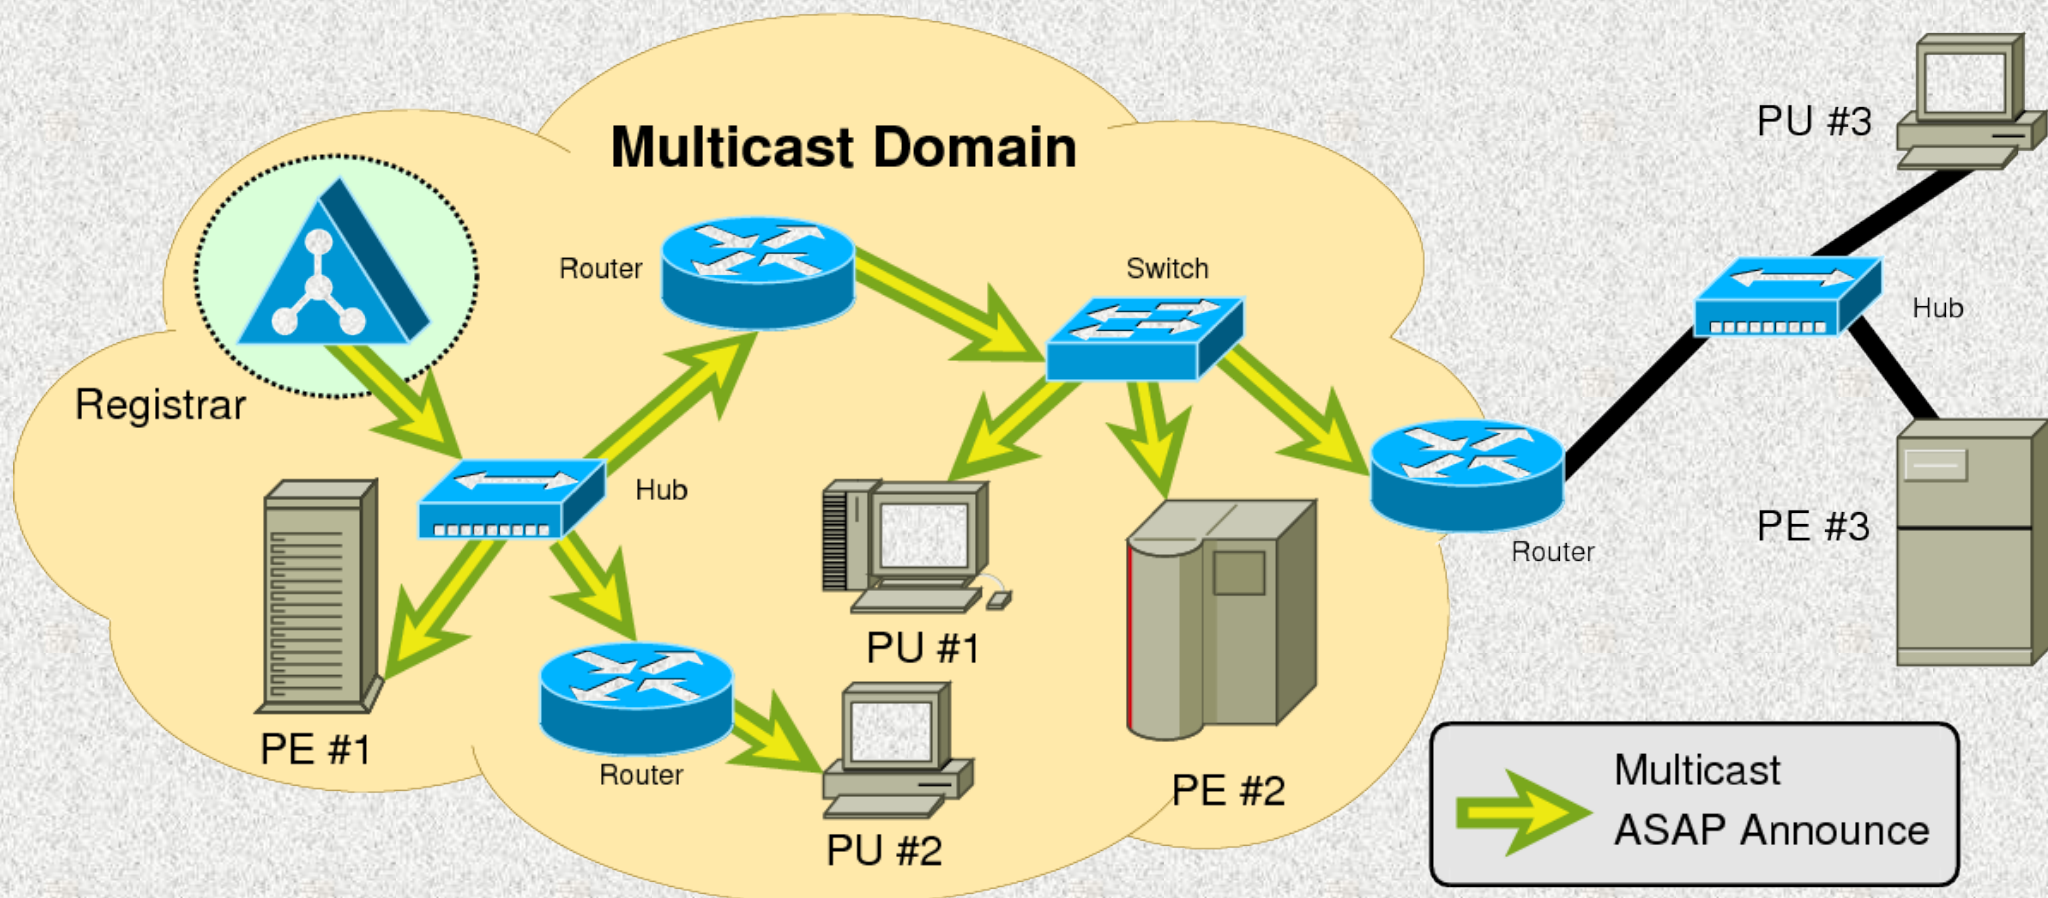 Multicast Domain
PU #3
Router
Switch
Hub
Registrar
Hub
PE #3
Router
PU #1
PE #1
Router
PE #2
PU #2
Multicast
ASAP Announce